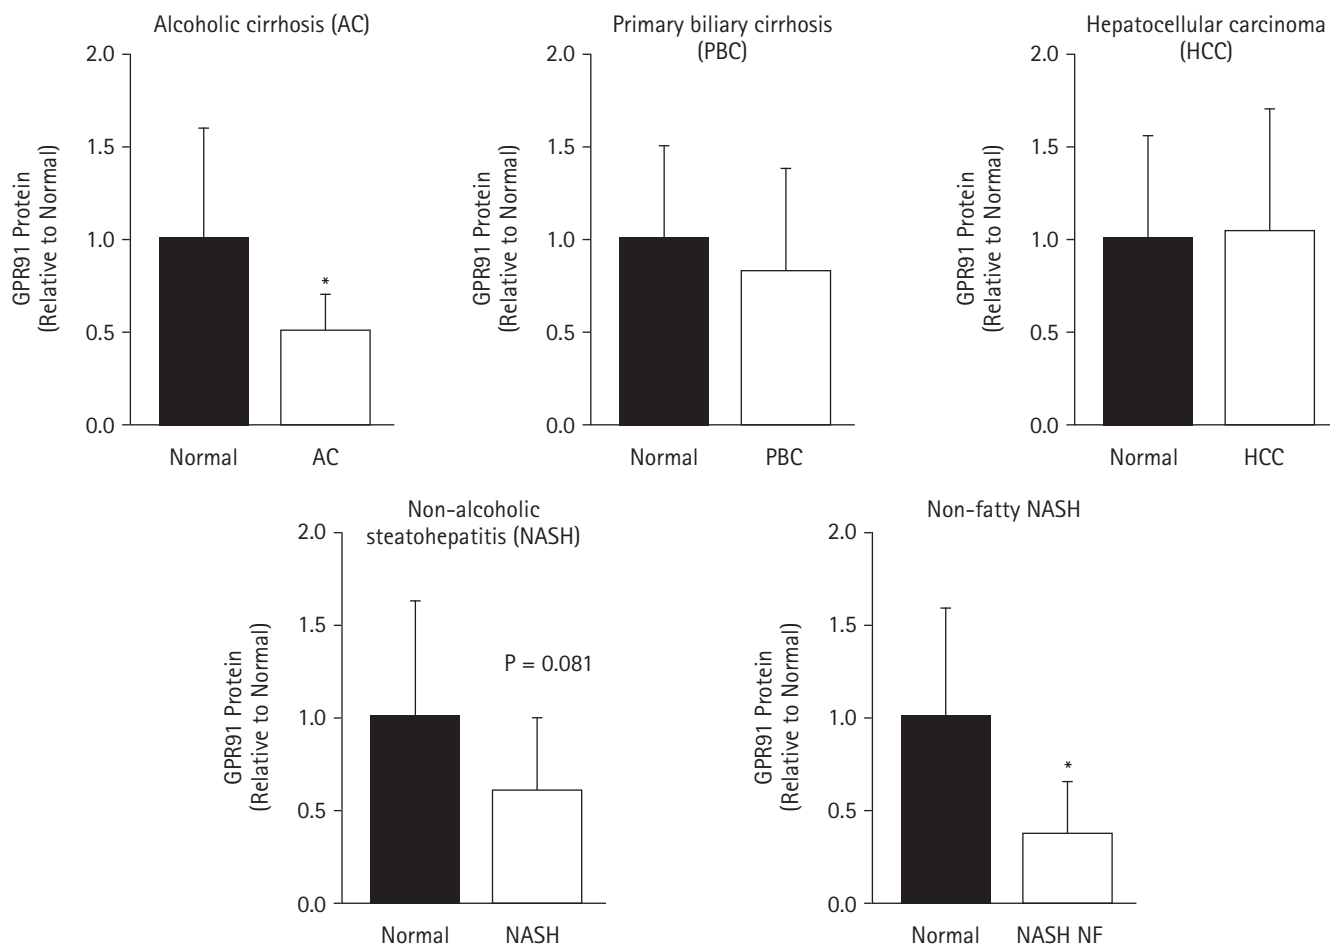 Alcoholic cirrhosis (AC)
GPR91 Protein
(Relative to Normal)
2.0
1.5
1.0
0.5
0.0
*
Normal
AC
Primary biliary cirrhosis
(PBC)
GPR91 Protein
(Relative to Normal)
2.0
1.5
1.0
0.5
0.0
Normal
PBC
Hepatocellular carcinoma
(HCC)
GPR91 Protein
(Relative to Normal)
2.0
1.5
1.0
0.5
0.0
Normal
HCC
Non-alcoholic
steatohepatitis (NASH)
GPR91 Protein
(Relative to Normal)
2.0
1.5
1.0
0.5
0.0
P = 0.081
Normal
NASH
Non-fatty NASH
GPR91 Protein
(Relative to Normal)
2.0
1.5
1.0
0.5
0.0
*
Normal
NASH NF